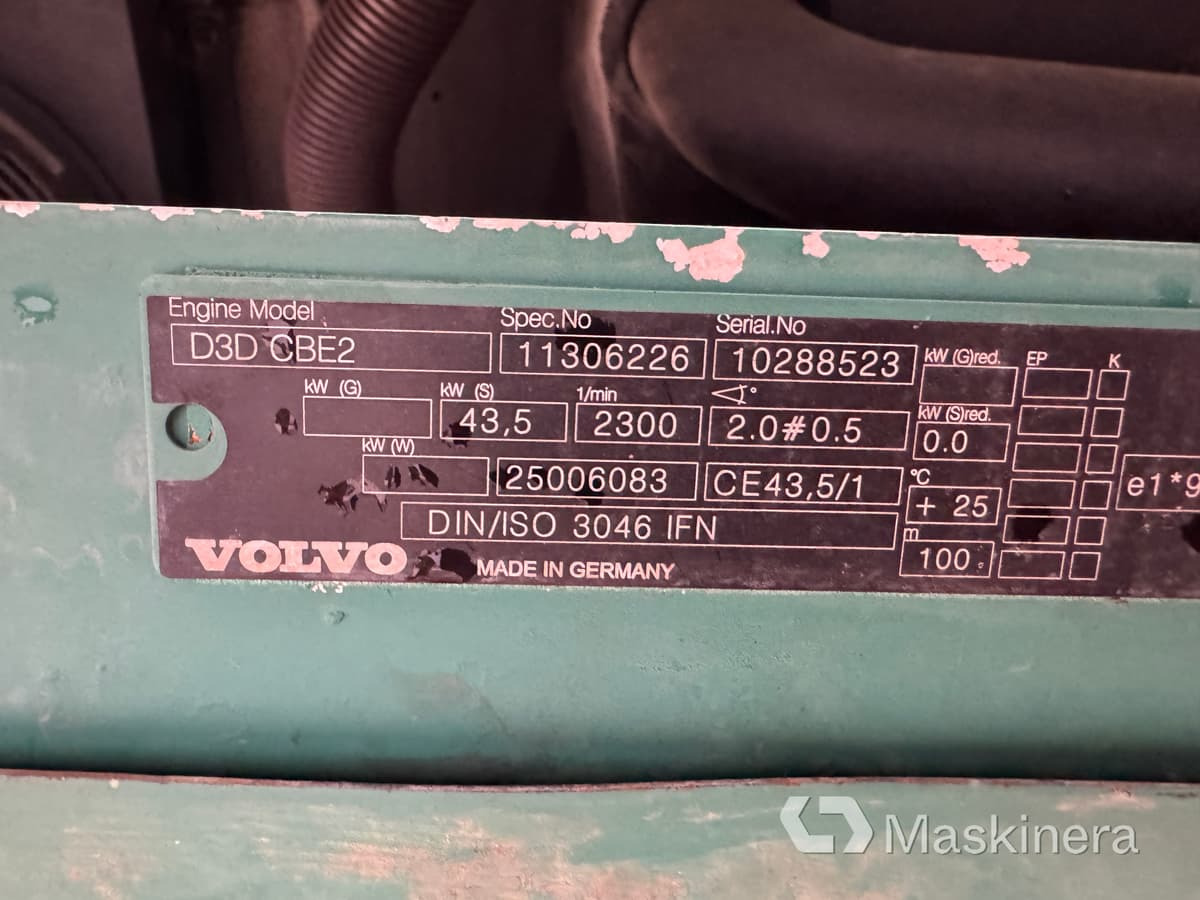 Engine Model Spec.No Serial.No
D3D CBE2 11306226 10288523 kW (G)red. EP K
kW (G) kW (S) 1/min °
43,5 2300 2.0#0.5 kW (S)red.
0.0
kW (W) 25006083 CE43,5/1 °C
+ 25 e1*9
DIN/ISO 3046 IFN m
100
VOLVO MADE IN GERMANY
Maskinera